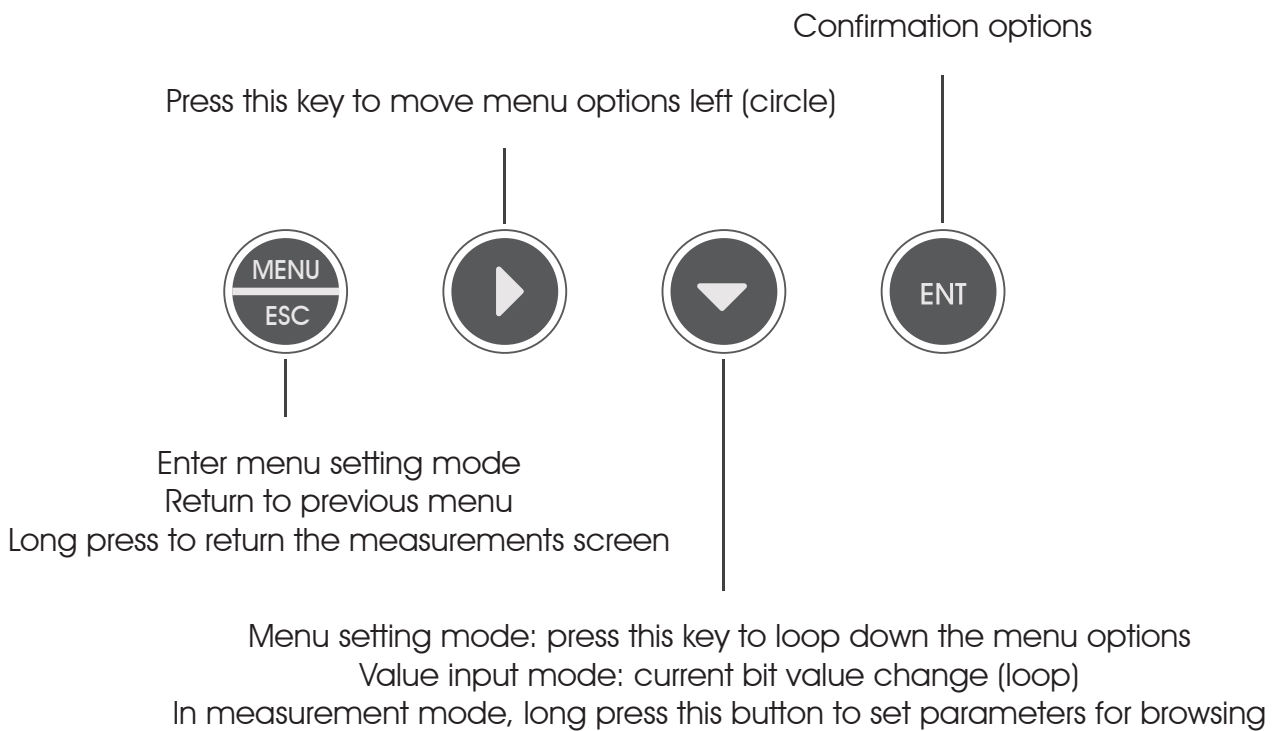 Confirmation options
Press this key to move menu options left (circle)
MENU
ESC
ENT
Enter menu setting mode
Return to previous menu
Long press to return the measurements screen
Menu setting mode: press this key to loop down the menu options
Value input mode: current bit value change (loop)
In measurement mode, long press this button to set parameters for browsing